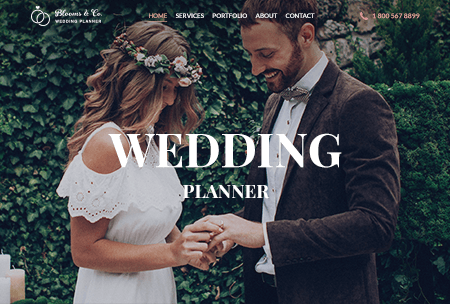 Blooms & Co.
WEDDING PLANNER
HOME SERVICES PORTFOLIO ABOUT CONTACT
1 800 567 8899
WEDDING
PLANNER